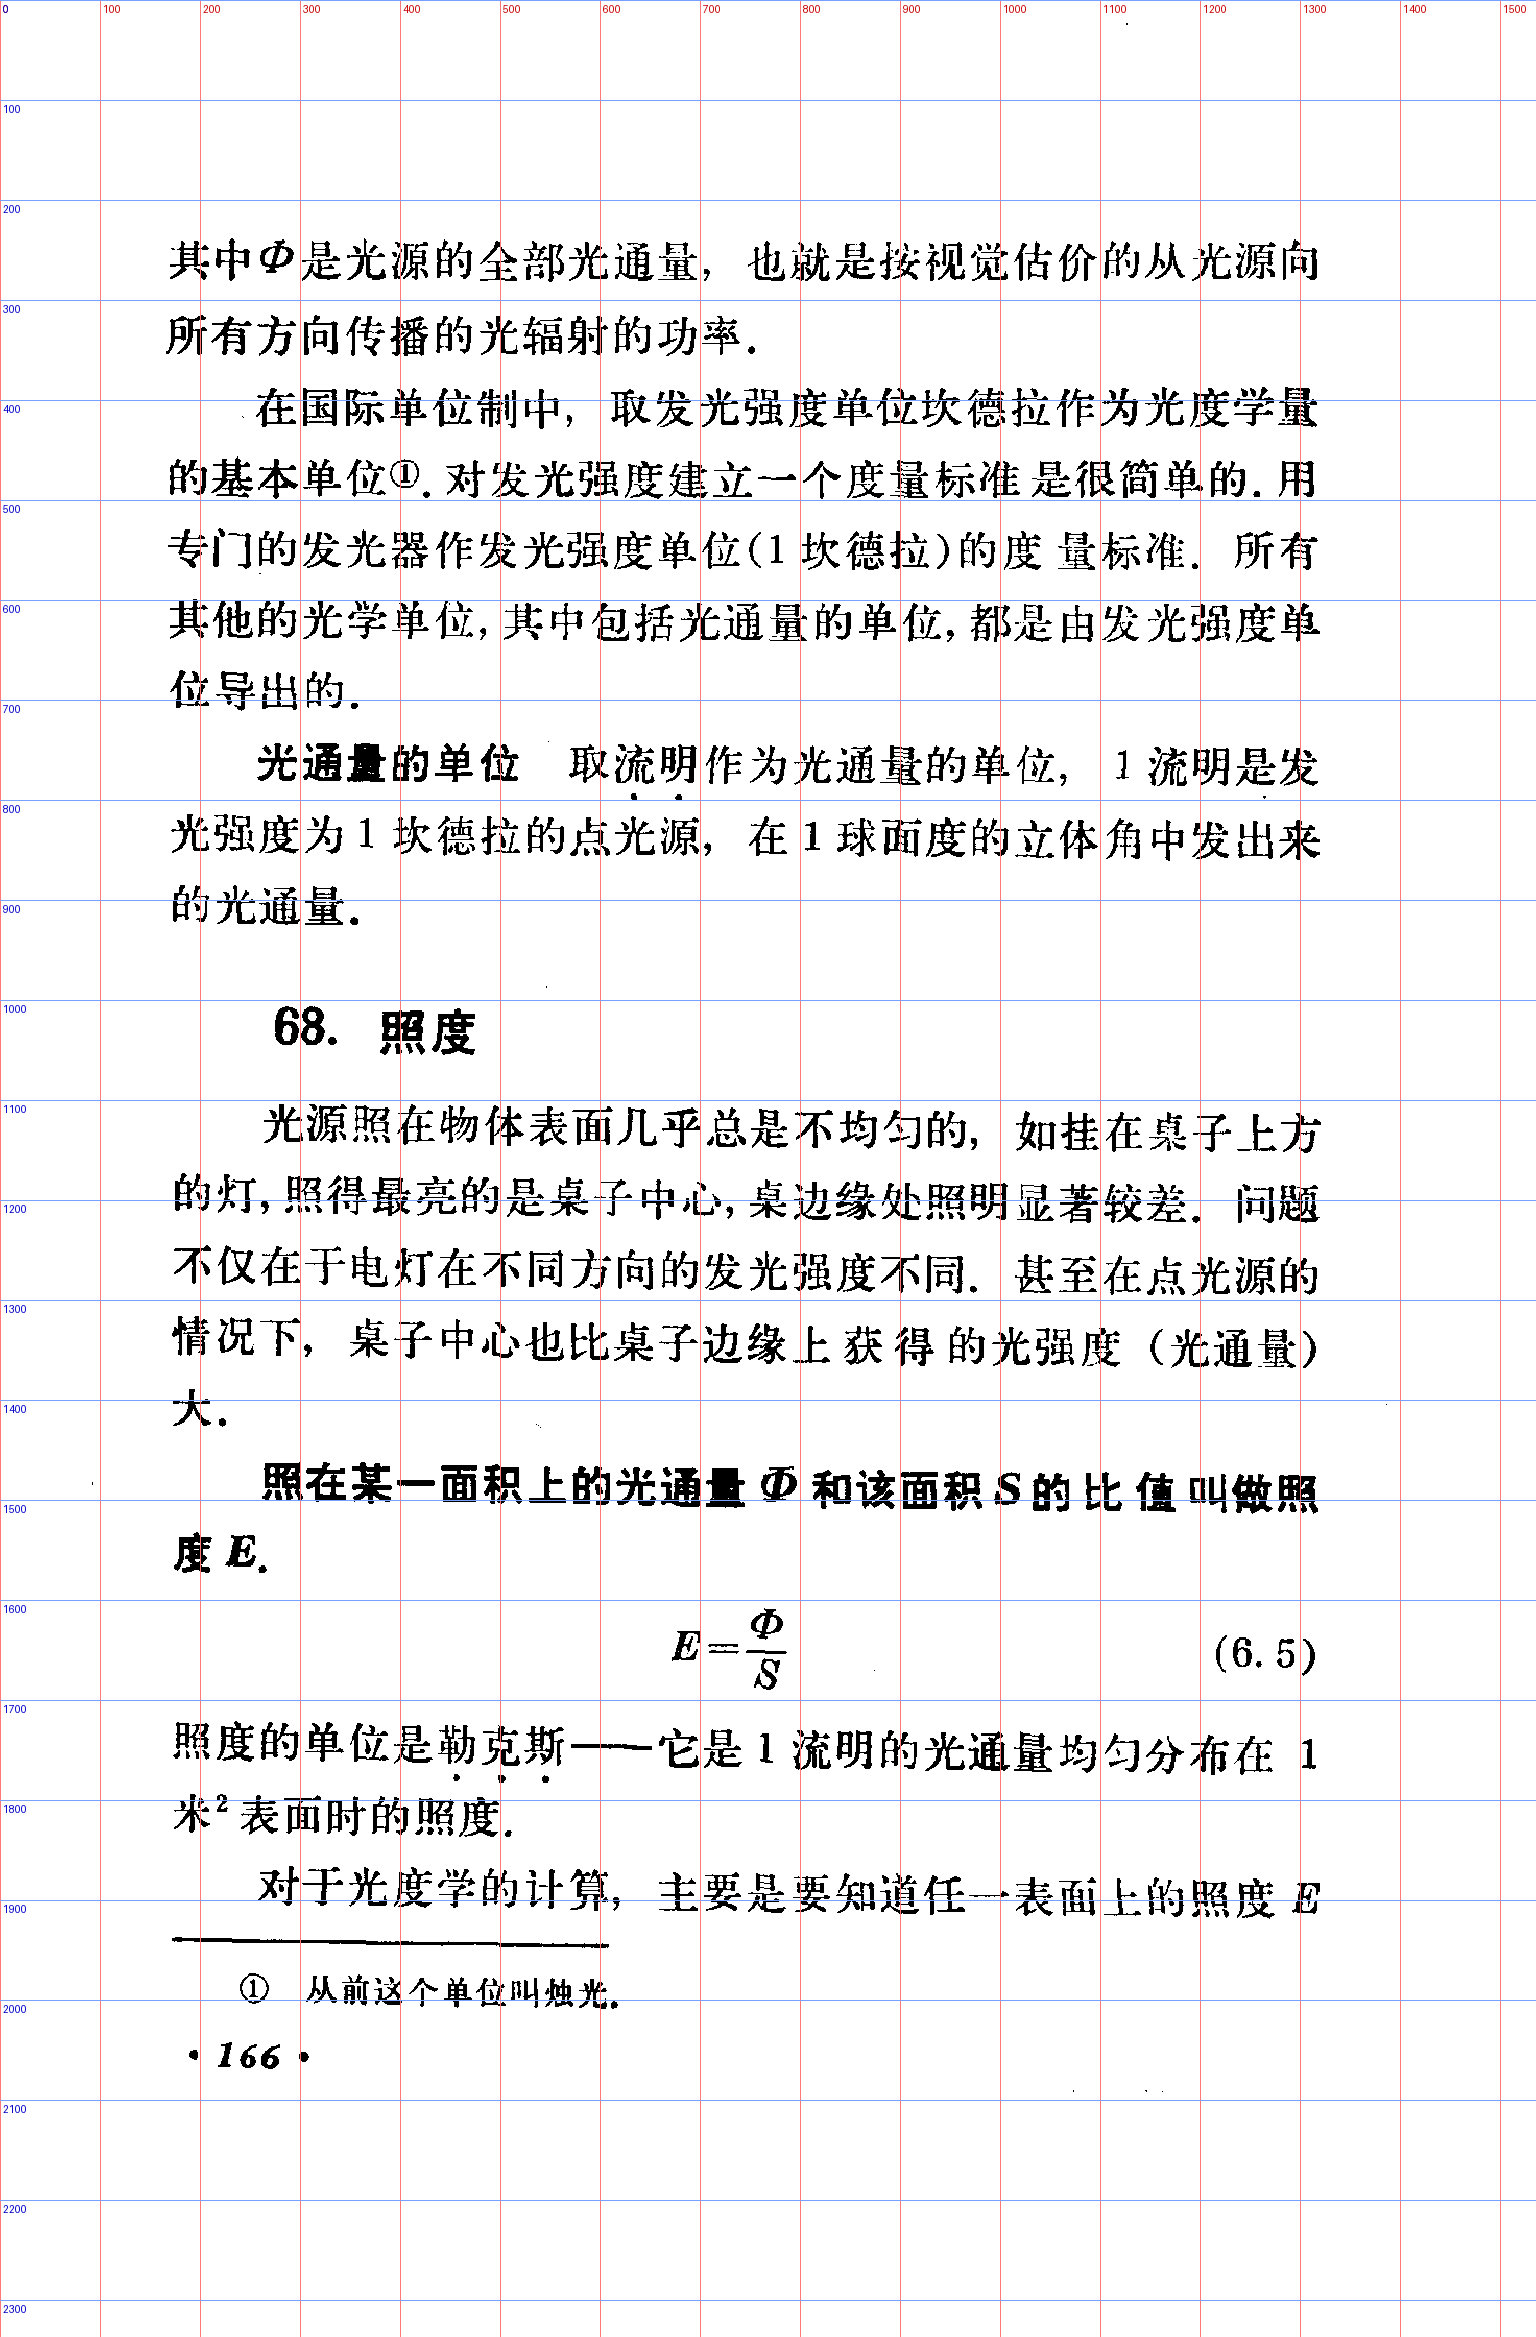 其中Φ是光源的全部光通量，也就是按视觉估价的从光源向
所有方向传播的光辐射的功率.
在国际单位制中，取发光强度单位坎德拉作为光度学量
的基本单位①.对发光强度建立一个度量标准是很简单的.用
专门的发光器作发光强度单位(1 坎德拉)的度量标准. 所有
其他的光学单位,其中包括光通量的单位,都是由发光强度单
位导出的.
光通量的单位 取流明作为光通量的单位， 1 流明是发
光强度为 1 坎德拉的点光源，在 1 球面度的立体角中发出来
的光通量.
68. 照度
光源照在物体表面几乎总是不均匀的，如挂在桌子上方
的灯,照得最亮的是桌子中心,桌边缘处照明显著较差. 问题
不仅在于电灯在不同方向的发光强度不同. 甚至在点光源的
情况下，桌子中心也比桌子边缘上获得的光强度（光通量）
大.
照在某一面积上的光通量 Φ 和该面积 S 的比值叫做照
度 E.
E=Φ/S (6.5)
照度的单位是勒克斯——它是 1 流明的光通量均匀分布在 1
米² 表面时的照度.
对于光度学的计算，主要是要知道任一表面上的照度 E
① 从前这个单位叫烛光.
· 166 ·